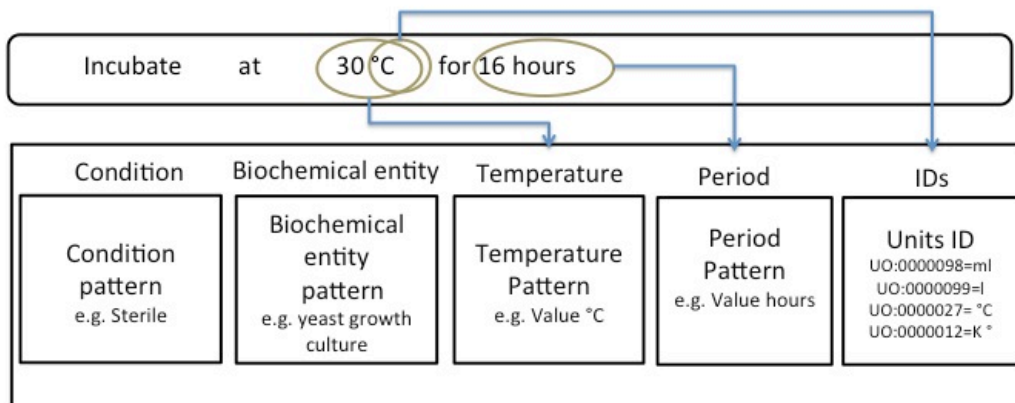 Incubate at 30 °C for 16 hours
Condition Biochemical entity Temperature Period IDs
Condition
pattern
e.g. Sterile
Biochemical
entity
pattern
e.g. yeast growth
culture
Temperature
Pattern
e.g. Value °C
Period
Pattern
e.g. Value hours
Units ID
UO:0000098=ml
UO:0000099=l
UO:0000027= °C
UO:0000012=K °